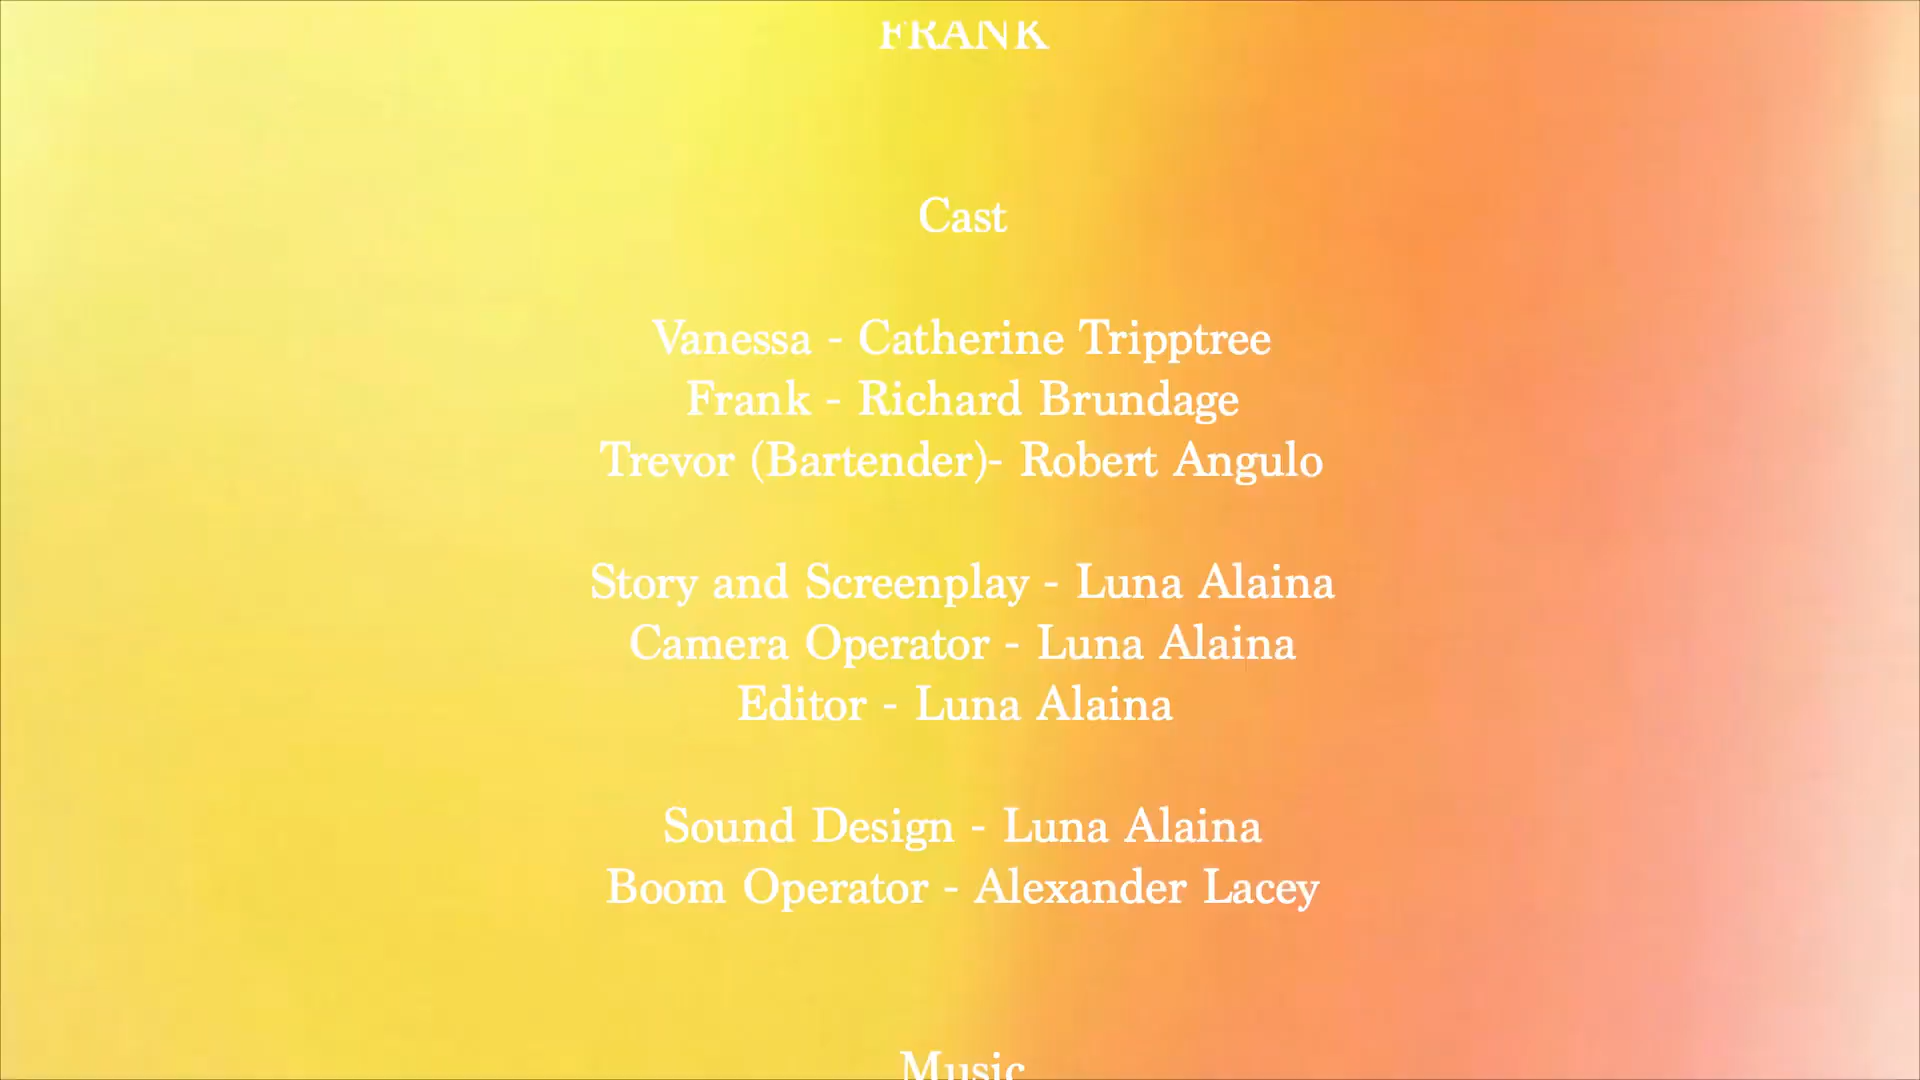 FRANK
Cast
Vanessa - Catherine Tripptree
Frank - Richard Brundage
Trevor (Bartender)- Robert Angulo
Story and Screenplay - Luna Alaina
Camera Operator - Luna Alaina
Editor - Luna Alaina
Sound Design - Luna Alaina
Boom Operator - Alexander Lacey
Music